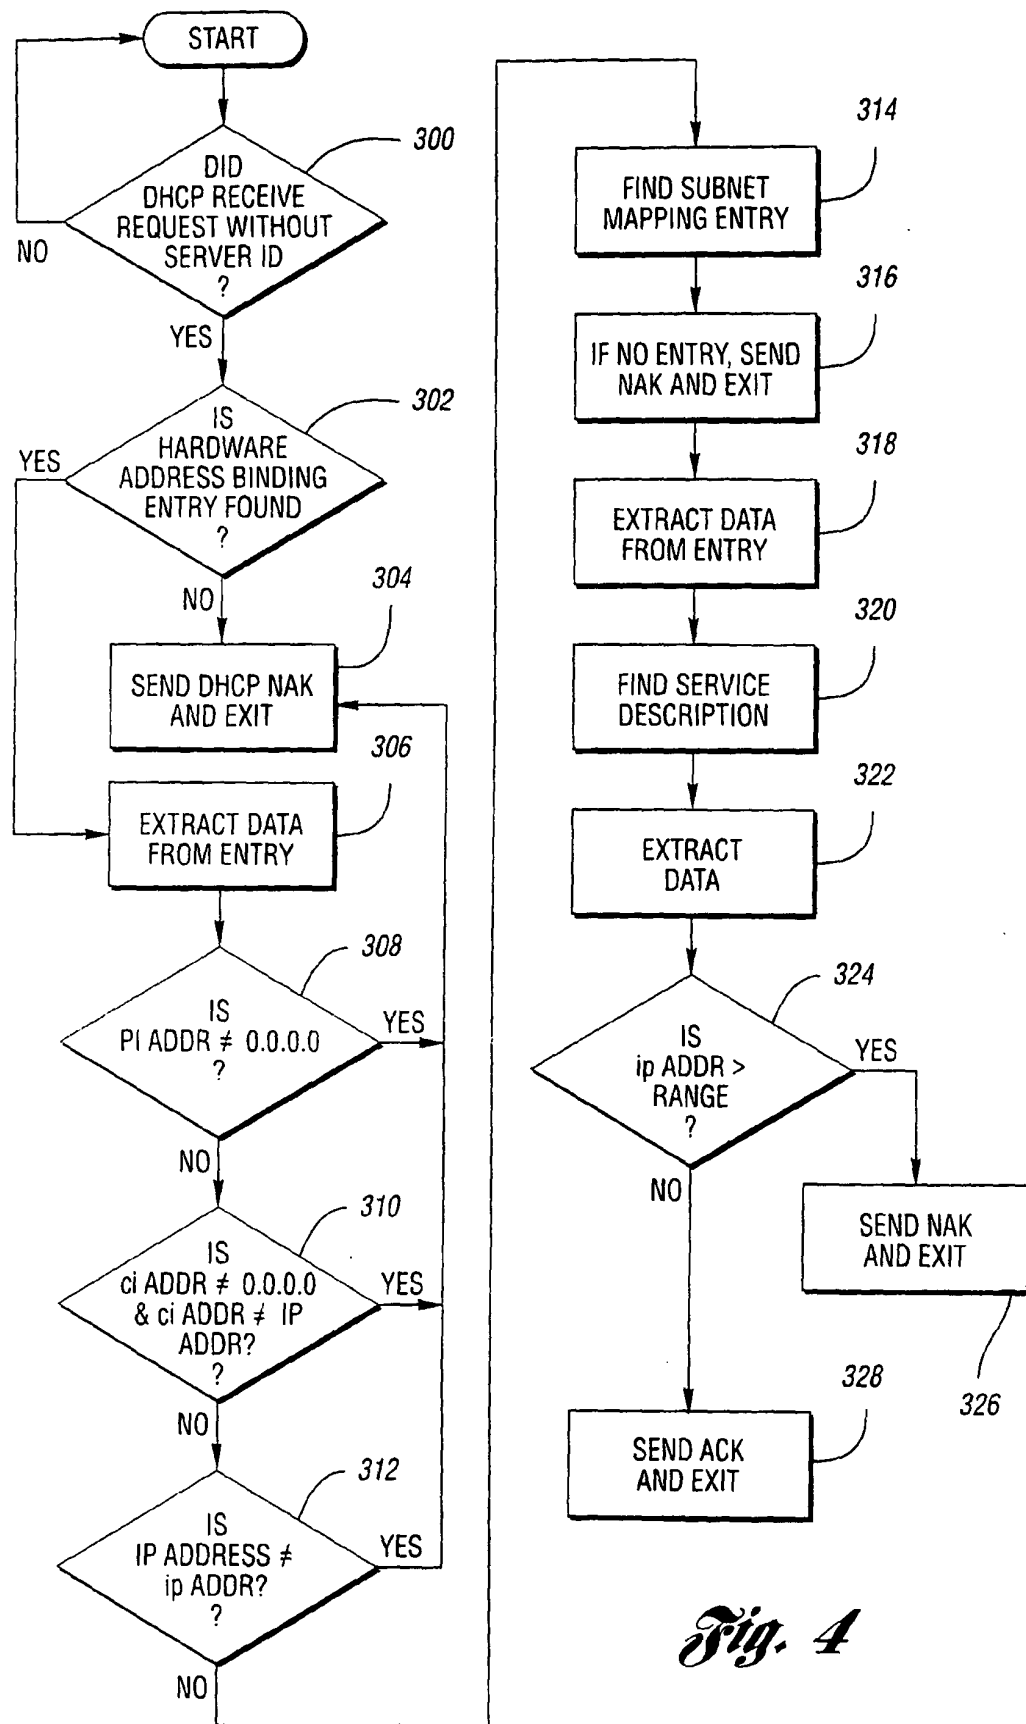 START
300
DID
DHCP RECEIVE
REQUEST WITHOUT
SERVER ID
?
NO
YES
302
IS
HARDWARE
ADDRESS BINDING
ENTRY FOUND
?
YES
NO
304
SEND DHCP NAK
AND EXIT
306
EXTRACT DATA
FROM ENTRY
308
IS
PI ADDR ≠ 0.0.0.0
?
YES
NO
310
IS
ci ADDR ≠ 0.0.0.0
& ci ADDR ≠ IP
ADDR?
?
YES
NO
312
IS
IP ADDRESS ≠
ip ADDR?
?
YES
NO
314
FIND SUBNET
MAPPING ENTRY
316
IF NO ENTRY, SEND
NAK AND EXIT
318
EXTRACT DATA
FROM ENTRY
320
FIND SERVICE
DESCRIPTION
322
EXTRACT
DATA
324
IS
ip ADDR >
RANGE
?
YES
NO
SEND NAK
AND EXIT
326
328
SEND ACK
AND EXIT
Fig. 4